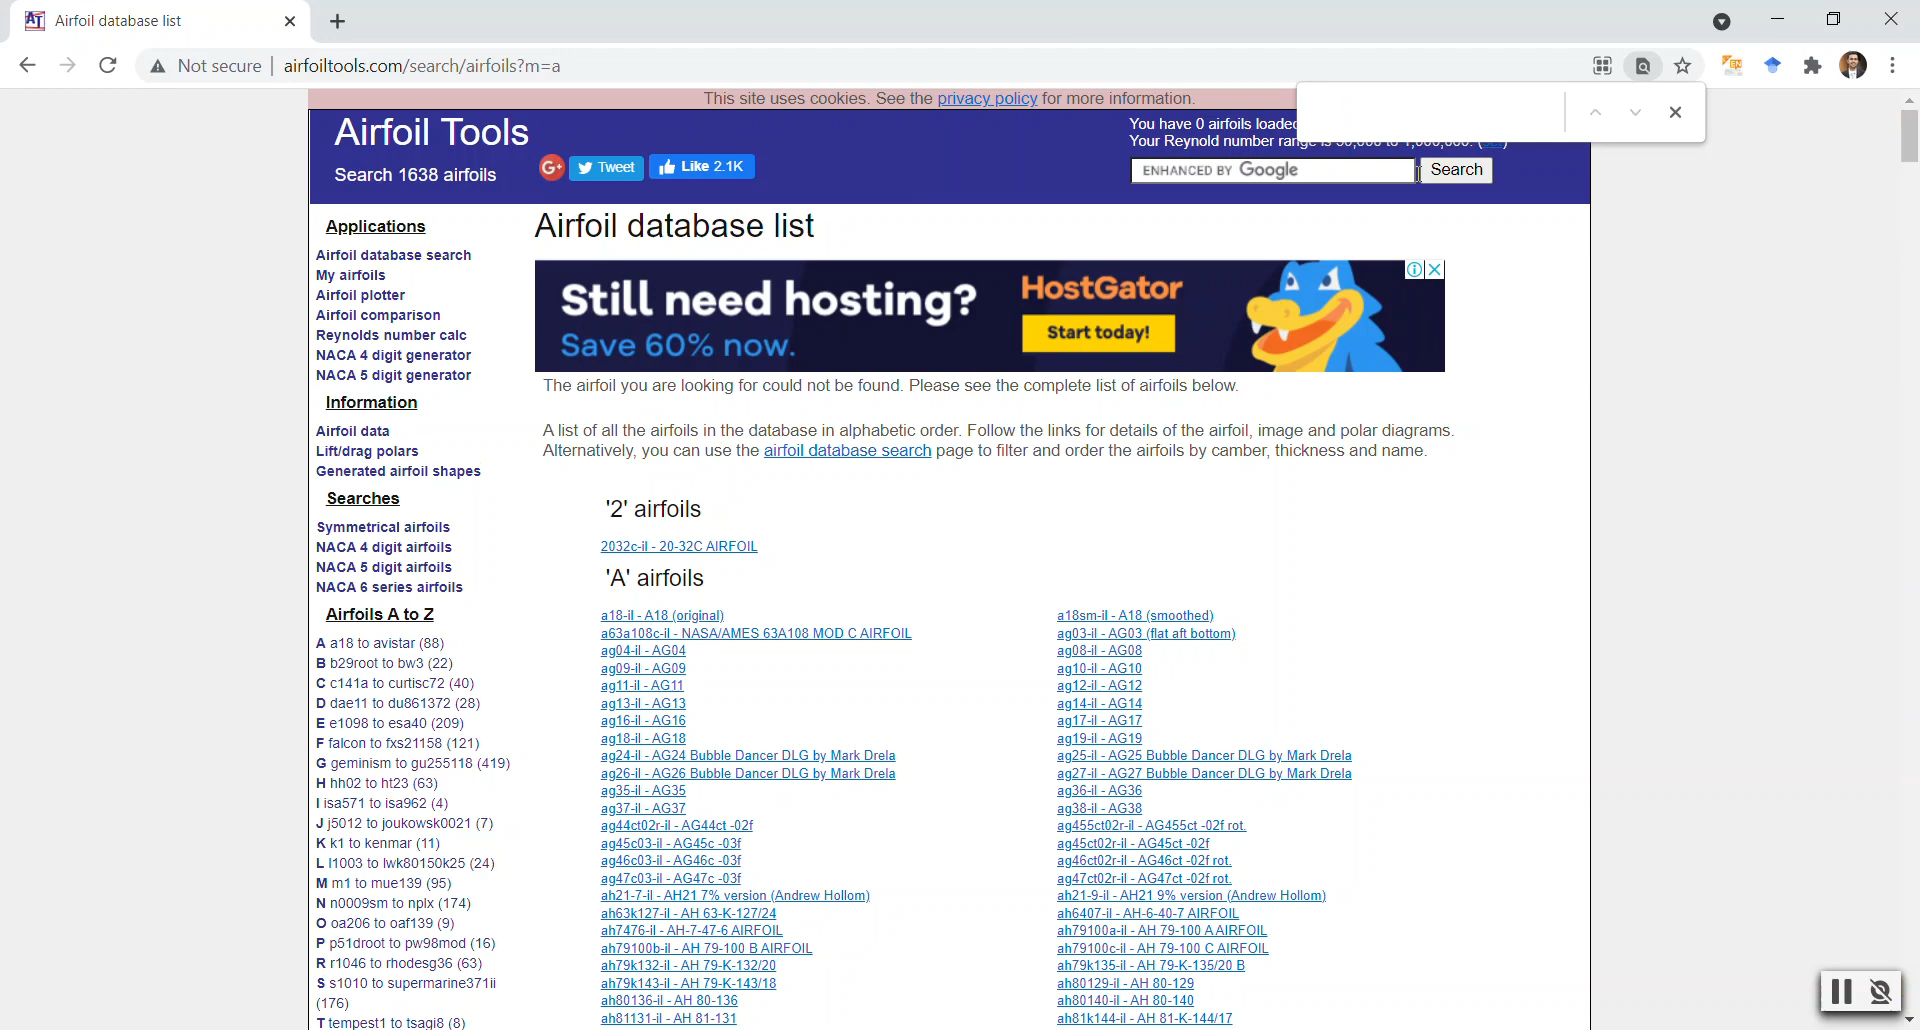 Airfoil database list
Not secure | airfoiltools.com/search/airfoils?m=a
EN
This site uses cookies. See the privacy policy for more information.
Airfoil Tools
Search 1638 airfoils
G+
Tweet
Like 2.1K
You have 0 airfoils loaded
Your Reynold number range is 50,000 to 1,000,000.
ENHANCED BY Google
Search
Applications
Airfoil database search
My airfoils
Airfoil plotter
Airfoil comparison
Reynolds number calc
NACA 4 digit generator
NACA 5 digit generator
Information
Airfoil data
Lift/drag polars
Generated airfoil shapes
Searches
Symmetrical airfoils
NACA 4 digit airfoils
NACA 5 digit airfoils
NACA 6 series airfoils
Airfoils A to Z
A a18 to avistar (88)
B b29root to bw3 (22)
C c141a to curtisc72 (40)
D dae11 to du861372 (28)
E e1098 to esa40 (209)
F falcon to fxs21158 (121)
G geminism to gu255118 (419)
H hh02 to ht23 (63)
I isa571 to isa962 (4)
J j5012 to joukowsk0021 (7)
K k1 to kenmar (11)
L l1003 to lwk80150k25 (24)
M m1 to mue139 (95)
N n0009sm to nplx (174)
O oa206 to oaf139 (9)
P p51droot to pw98mod (16)
R r1046 to rhodesg36 (63)
S s1010 to supermarine371ii
(176)
T tempest1 to tsagi8 (8)
Airfoil database list
Still need hosting?
Save 60% now.
HostGator
Start today!
The airfoil you are looking for could not be found. Please see the complete list of airfoils below.
A list of all the airfoils in the database in alphabetic order. Follow the links for details of the airfoil, image and polar diagrams.
Alternatively, you can use the airfoil database search page to filter and order the airfoils by camber, thickness and name.
'2' airfoils
2032c-il - 20-32C AIRFOIL
'A' airfoils
a18-il - A18 (original)
a18sm-il - A18 (smoothed)
a63a108c-il - NASA/AMES 63A108 MOD C AIRFOIL
ag03-il - AG03 (flat aft bottom)
ag04-il - AG04
ag08-il - AG08
ag09-il - AG09
ag10-il - AG10
ag11-il - AG11
ag12-il - AG12
ag13-il - AG13
ag14-il - AG14
ag16-il - AG16
ag17-il - AG17
ag18-il - AG18
ag19-il - AG19
ag24-il - AG24 Bubble Dancer DLG by Mark Drela
ag25-il - AG25 Bubble Dancer DLG by Mark Drela
ag26-il - AG26 Bubble Dancer DLG by Mark Drela
ag27-il - AG27 Bubble Dancer DLG by Mark Drela
ag35-il - AG35
ag36-il - AG36
ag37-il - AG37
ag38-il - AG38
ag44ct02r-il - AG44ct -02f
ag455ct02r-il - AG455ct -02f rot.
ag45c03-il - AG45c -03f
ag45ct02r-il - AG45ct -02f
ag46c03-il - AG46c -03f
ag46ct02r-il - AG46ct -02f rot.
ag47c03-il - AG47c -03f
ag47ct02r-il - AG47ct -02f rot.
ah21-7-il - AH21 7% version (Andrew Hollom)
ah21-9-il - AH21 9% version (Andrew Hollom)
ah63k127-il - AH 63-K-127/24
ah6407-il - AH-6-40-7 AIRFOIL
ah7476-il - AH-7-47-6 AIRFOIL
ah79100a-il - AH 79-100 A AIRFOIL
ah79100b-il - AH 79-100 B AIRFOIL
ah79100c-il - AH 79-100 C AIRFOIL
ah79k132-il - AH 79-K-132/20
ah79k135-il - AH 79-K-135/20 B
ah79k143-il - AH 79-K-143/18
ah80129-il - AH 80-129
ah80136-il - AH 80-136
ah80140-il - AH 80-140
ah81131-il - AH 81-131
ah81k144-il - AH 81-K-144/17